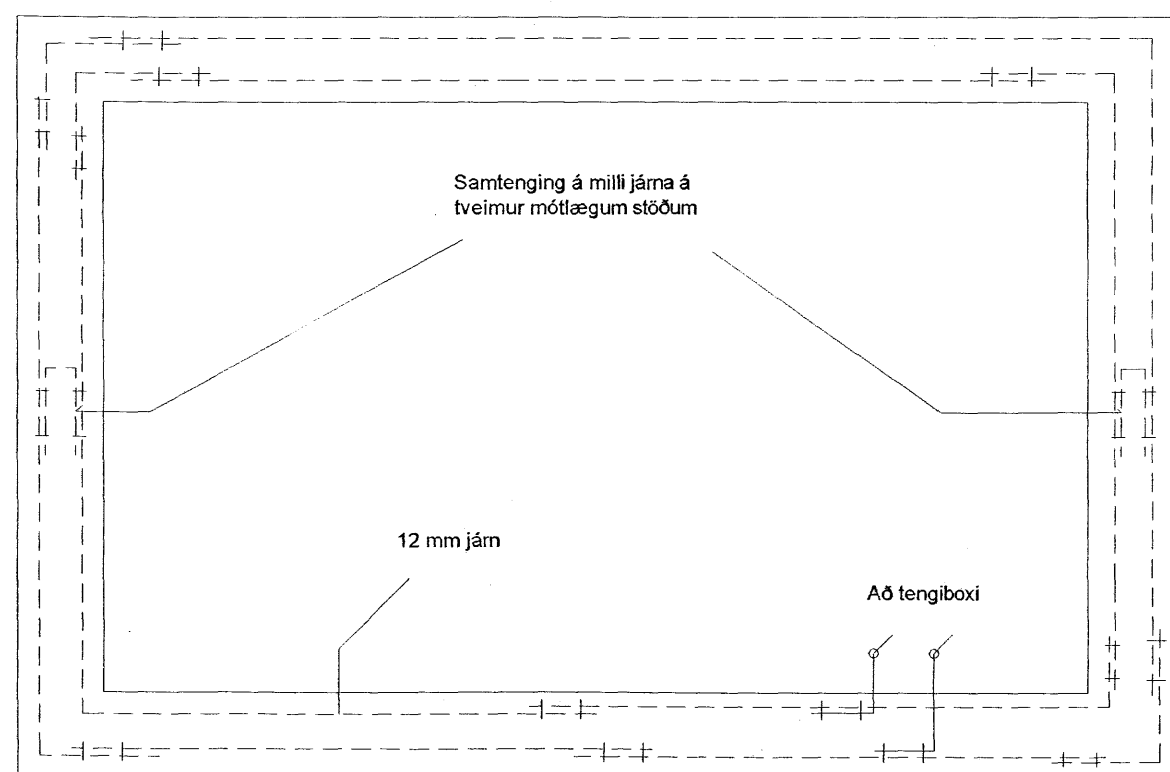 Samtenging á milli járna á
tveimur mótlægum stöðum
12 mm járn
Að tengiboxi